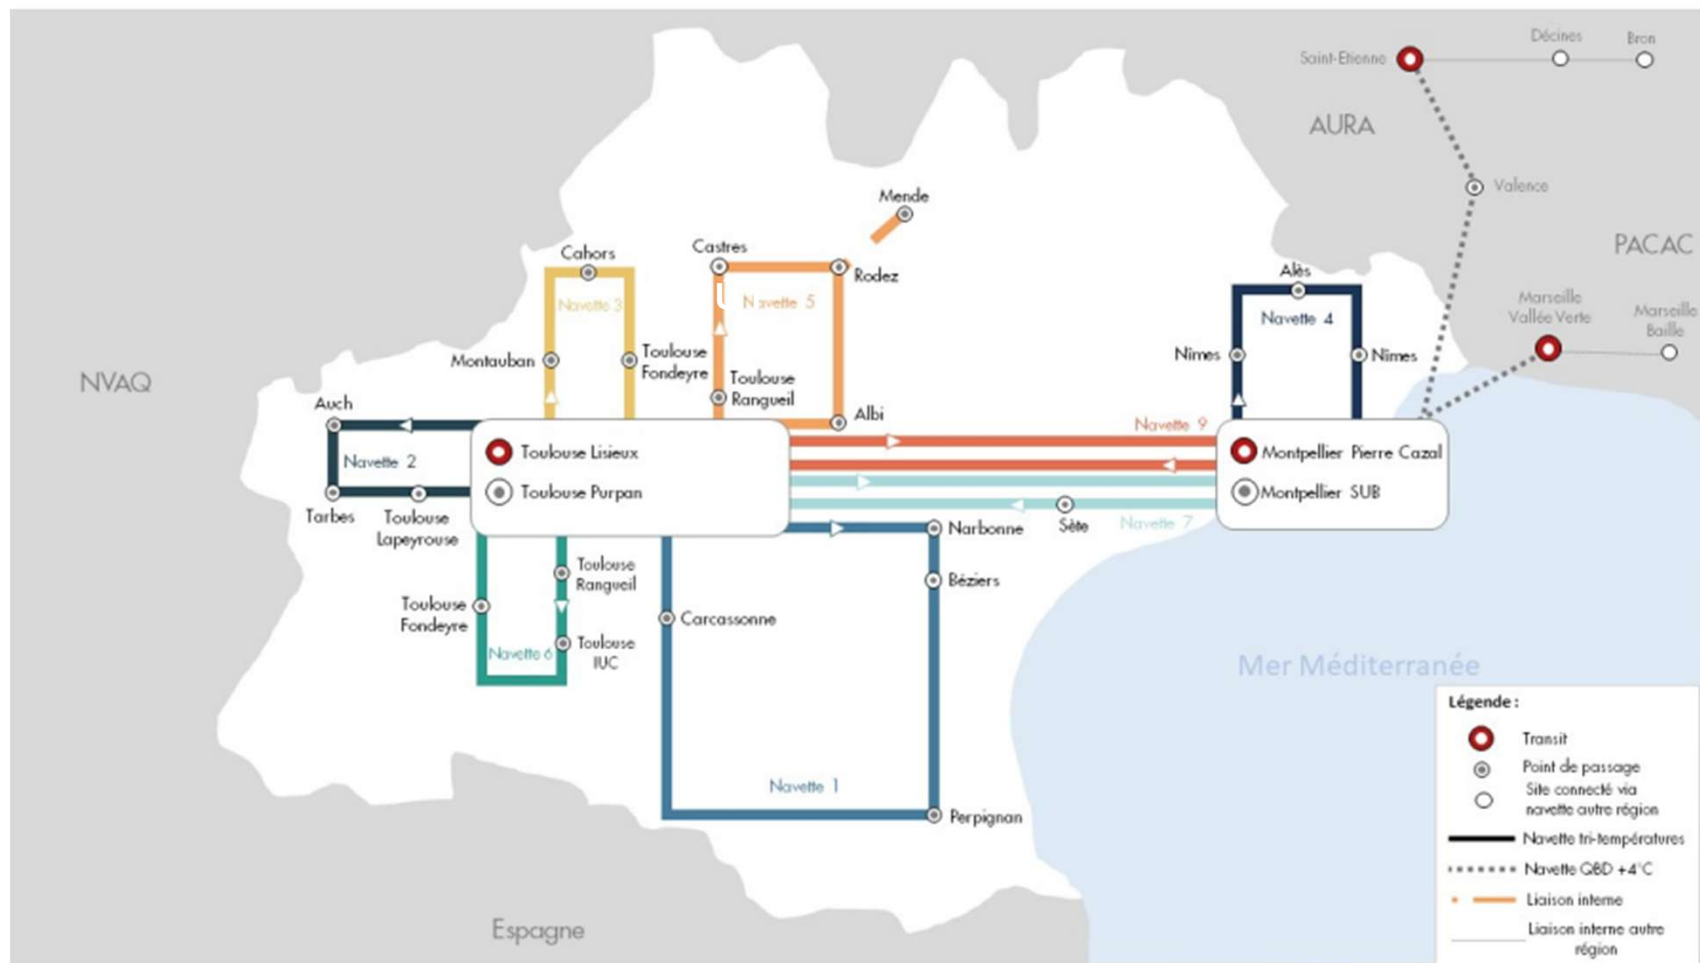 Décines
Bron
Saint-Etienne
AURA
Mende
Valence
PACAC
Cahors
Castres
Rodez
Alès
Navette 3
Navette 5
Navette 4
Marseille
Vallée Verte
Marseille
Baille
Montauban
Toulouse
Fondeyre
Nîmes
Nîmes
NVAQ
Toulouse
Rangueil
Auch
Albi
Navette 9
Navette 2
Toulouse Lisieux
Montpellier Pierre Cazal
Toulouse Purpan
Montpellier SUB
Tarbes
Toulouse
Lapeyrouse
Narbonne
Sète
Navette 7
Toulouse
Rangueil
Béziers
Toulouse
Fondeyre
Carcassonne
Toulouse
IUC
Navette 6
Mer Méditerranée
Navette 1
Perpignan
Espagne
Légende :
Transit
Point de passage
Site connecté via
navette autre région
Navette tri-températures
Navette QBD +4°C
Liaison interne
Liaison interne autre
région